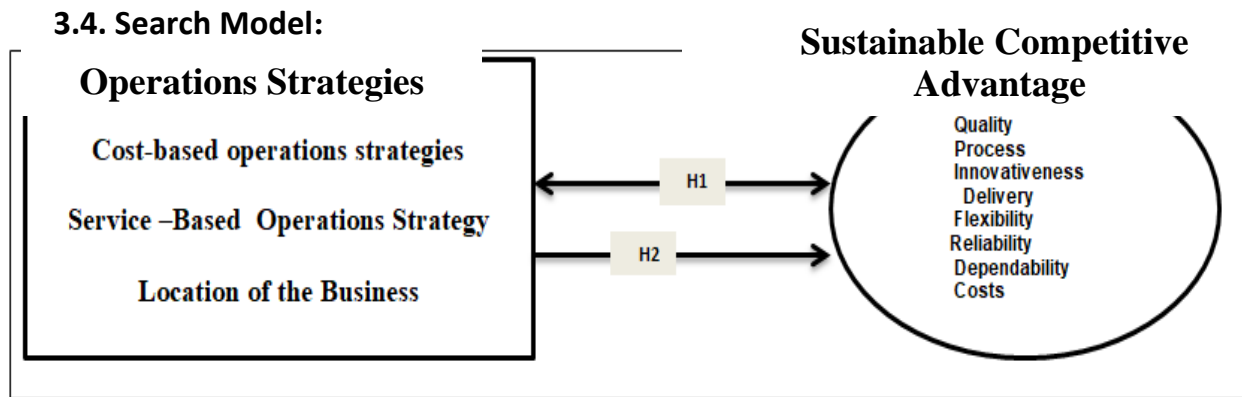 3.4. Search Model:
Operations Strategies
Cost-based operations strategies
Service –Based Operations Strategy
Location of the Business
H1
H2
Sustainable Competitive
Advantage
Quality
Process
Innovativeness
Delivery
Flexibility
Reliability
Dependability
Costs